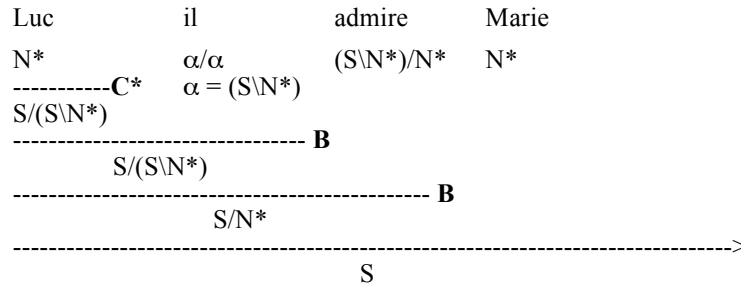 Luc il admire Marie
N* α/α (S\N*)/N* N*
-----------C* α = (S\N*)
S/(S\N*)
------------------------------- B
S/(S\N*)
-------------------------------------------- B
S/N*
---------------------------------------------------------------------------->
S